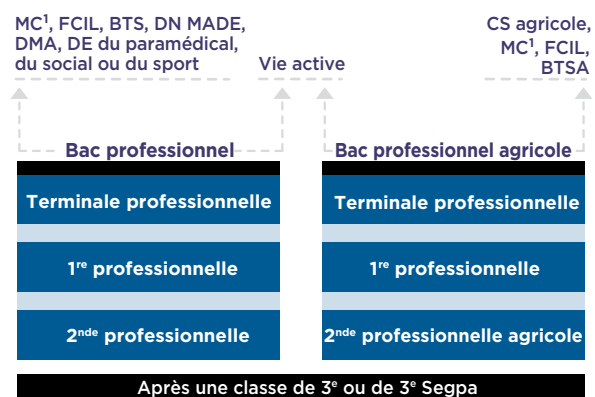 MC¹, FCIL, BTS, DN MADE,
DMA, DE du paramédical,
du social ou du sport
Vie active
CS agricole,
MC¹, FCIL,
BTSA
Bac professionnel
Bac professionnel agricole
Terminale professionnelle
Terminale professionnelle
1ʳᵉ professionnelle
1ʳᵉ professionnelle
2ⁿᵈᵉ professionnelle
2ⁿᵈᵉ professionnelle agricole
Après une classe de 3ᵉ ou de 3ᵉ Segpa